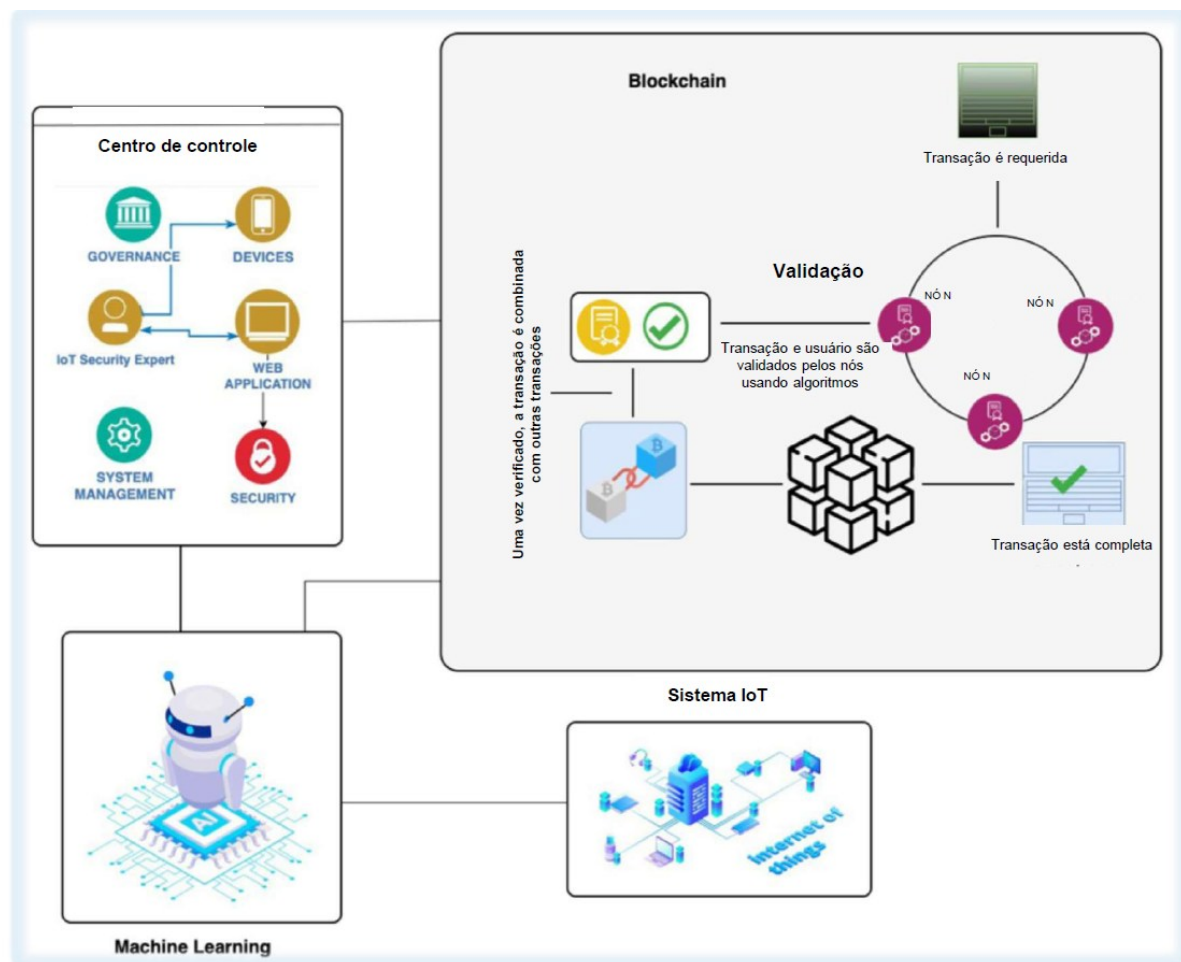 Blockchain
Transação é requerida
Centro de controle
GOVERNANCE
DEVICES
IoT Security Expert
WEB
APPLICATION
SYSTEM
MANAGEMENT
SECURITY
Uma vez verificado, a transação é combinada
com outras transações
Validação
Transação e usuário são
validados pelos nós
usando algoritmos
NÓ N
NÓ N
NÓ N
Transação está completa
.
Sistema IoT
AI
internet of
things
Machine Learning